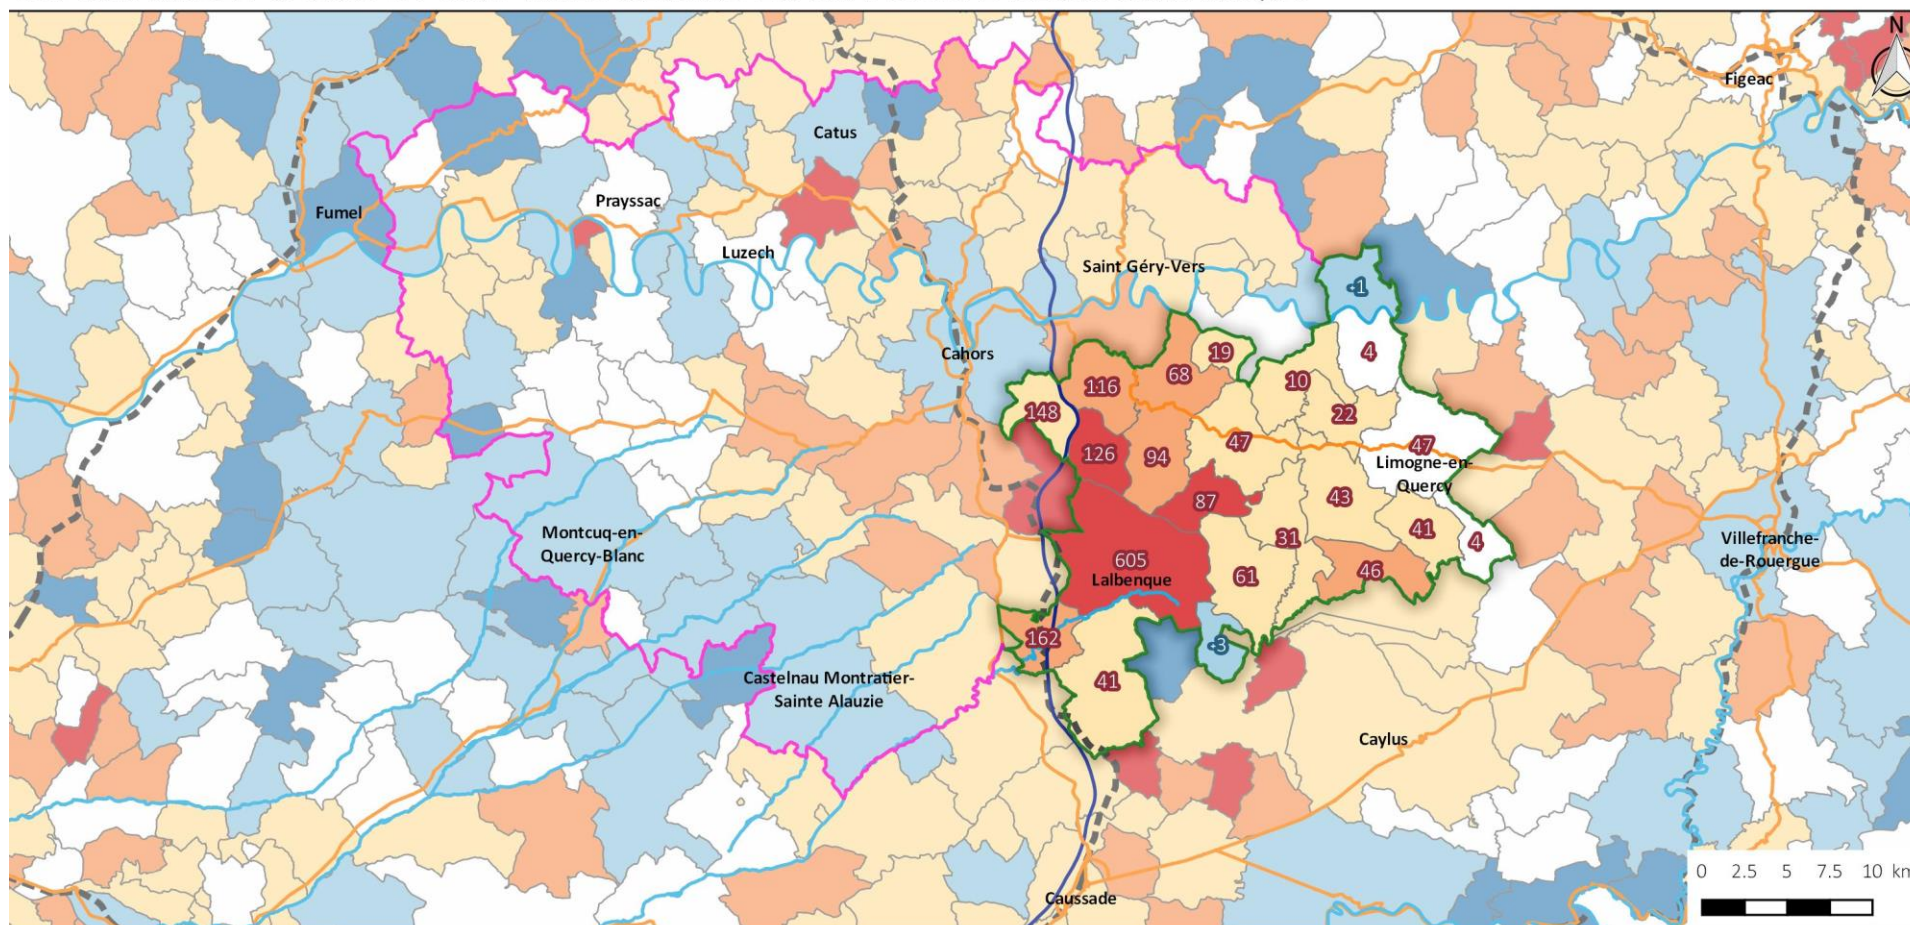 N
Figeac
Catus
Prayssac
Fumel
Luzech
Saint Géry-Vers
-1
Cahors
19
4
68
116
10
148
22
47
47
126
94
Limogne-en-
Quercy
87
43
41
31
4
Montcuq-en-
Quercy-Blanc
Villefranche-
de-Rouergue
605
Lalbenque
61
46
162
-3
41
Castelnau Montratier-
Sainte Alauzie
Caylus
Caussade
0 2.5 5 7.5 10 km